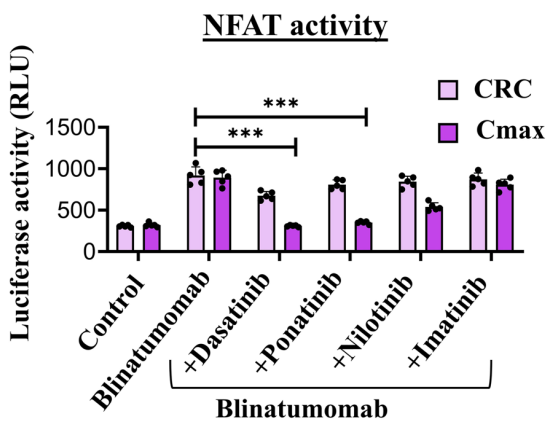 NFAT activity
Luciferase activity (RLU)
CRC
Cmax
***
***
1500
1000
500
0
Control
Blinatumomab
+Dasatinib
+Ponatinib
+Nilotinib
+Imatinib
Blinatumomab